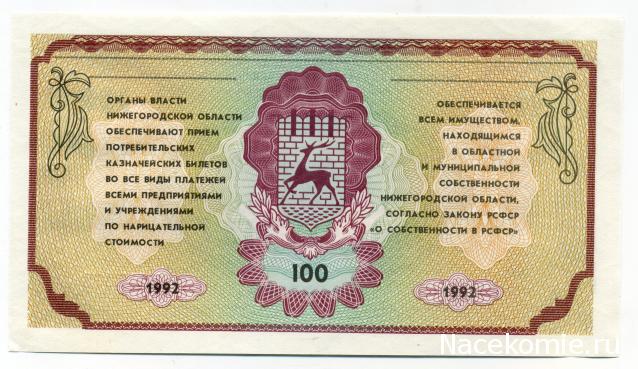 ОРГАНЫ ВЛАСТИ
НИЖЕГОРОДСКОЙ ОБЛАСТИ
ОБЕСПЕЧИВАЮТ ПРИЕМ
ПОТРЕБИТЕЛЬСКИХ
КАЗНАЧЕЙСКИХ БИЛЕТОВ
ВО ВСЕ ВИДЫ ПЛАТЕЖЕЙ
ВСЕМИ ПРЕДПРИЯТИЯМИ
И УЧРЕЖДЕНИЯМИ
ПО НАРИЦАТЕЛЬНОЙ
СТОИМОСТИ
ОБЕСПЕЧИВАЕТСЯ
ВСЕМ ИМУЩЕСТВОМ,
НАХОДЯЩИМСЯ
В ОБЛАСТНОЙ
И МУНИЦИПАЛЬНОЙ
СОБСТВЕННОСТИ
НИЖЕГОРОДСКОЙ ОБЛАСТИ,
СОГЛАСНО ЗАКОНУ РСФСР
«О СОБСТВЕННОСТИ В РСФСР»
100
1992
1992
Nacekomie.ru